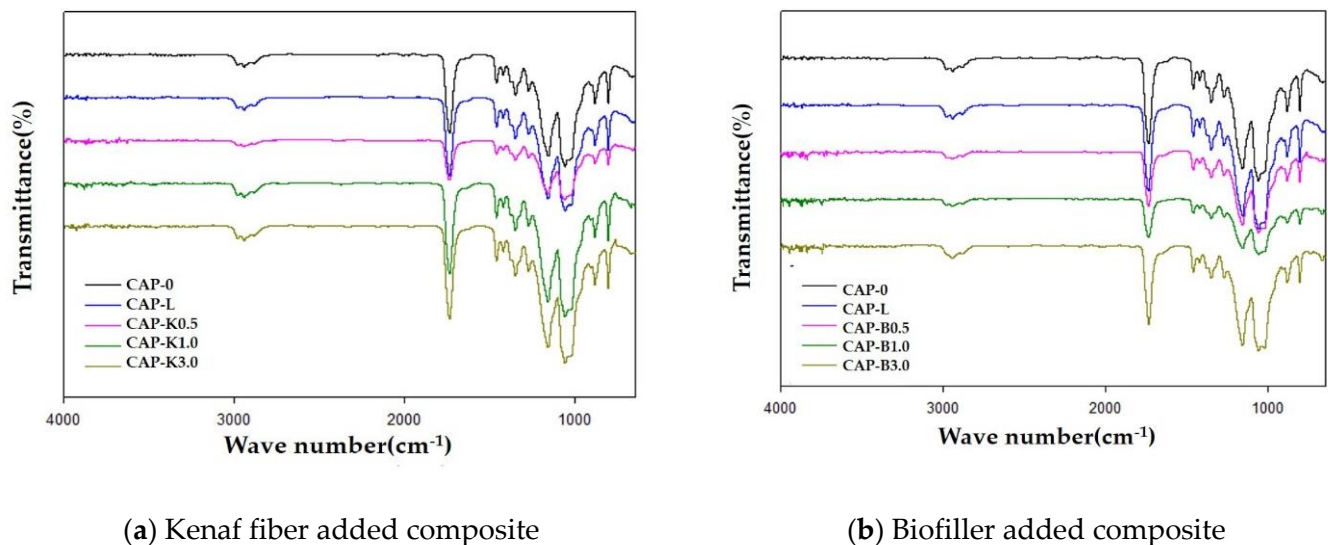 Transmittance(%)
CAP-0
CAP-L
CAP-K0.5
CAP-K1.0
CAP-K3.0
4000
3000
2000
1000
Wave number(cm⁻¹)
(a) Kenaf fiber added composite
Transmittance(%)
CAP-0
CAP-L
CAP-B0.5
CAP-B1.0
CAP-B3.0
4000
3000
2000
1000
Wave number(cm⁻¹)
(b) Biofiller added composite